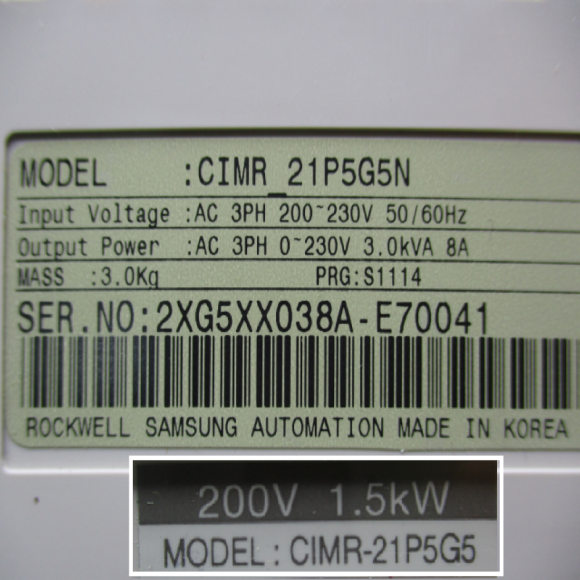 MODEL :CIMR_21P5G5N
Input Voltage :AC 3PH 200~230V 50/60Hz
Output Power :AC 3PH 0~230V 3.0kVA 8A
MASS :3.0Kg PRG:S1114
SER.NO:2XG5XX038A-E70041
ROCKWELL SAMSUNG AUTOMATION MADE IN KOREA
200V 1.5kW
MODEL : CIMR-21P5G5